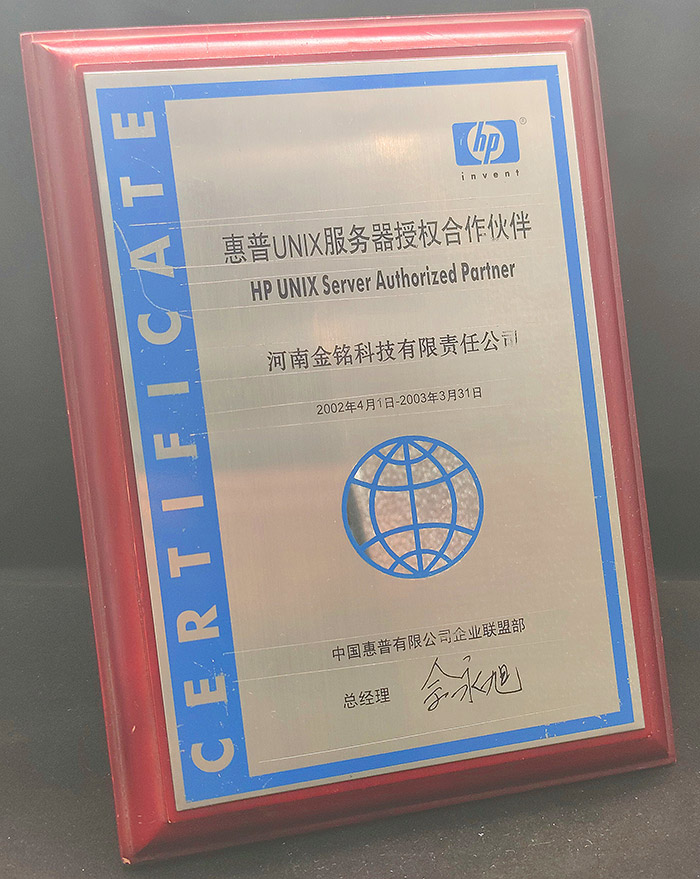 CERTIFICATE
hp
®
invent
惠普UNIX服务器授权合作伙伴
HP UNIX Server Authorized Partner
河南金铭科技有限责任公司
2002年4月1日-2003年3月31日
中国惠普有限公司企业联盟部
总经理